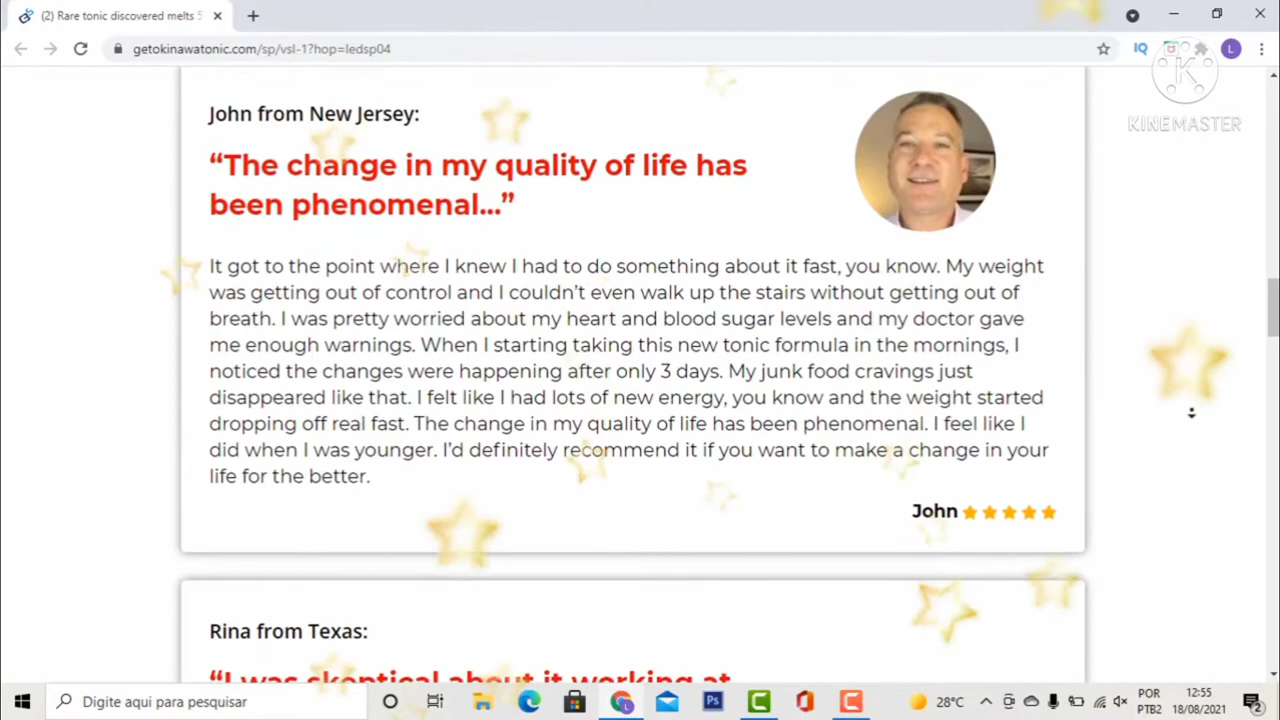 (2) Rare tonic discovered melts 5
getokinawatonic.com/sp/vsl-1?hop=ledsp04
IQ
L
K
KINEMASTER
John from New Jersey:
“The change in my quality of life has
been phenomenal...”
It got to the point where I knew I had to do something about it fast, you know. My weight
was getting out of control and I couldn’t even walk up the stairs without getting out of
breath. I was pretty worried about my heart and blood sugar levels and my doctor gave
me enough warnings. When I starting taking this new tonic formula in the mornings, I
noticed the changes were happening after only 3 days. My junk food cravings just
disappeared like that. I felt like I had lots of new energy, you know and the weight started
dropping off real fast. The change in my quality of life has been phenomenal. I feel like I
did when I was younger. I’d definitely recommend it if you want to make a change in your
life for the better.
John
Rina from Texas:
“I was skeptical about it working at
Digite aqui para pesquisar
Ps
28°C
POR
PTB2
12:55
18/08/2021
2